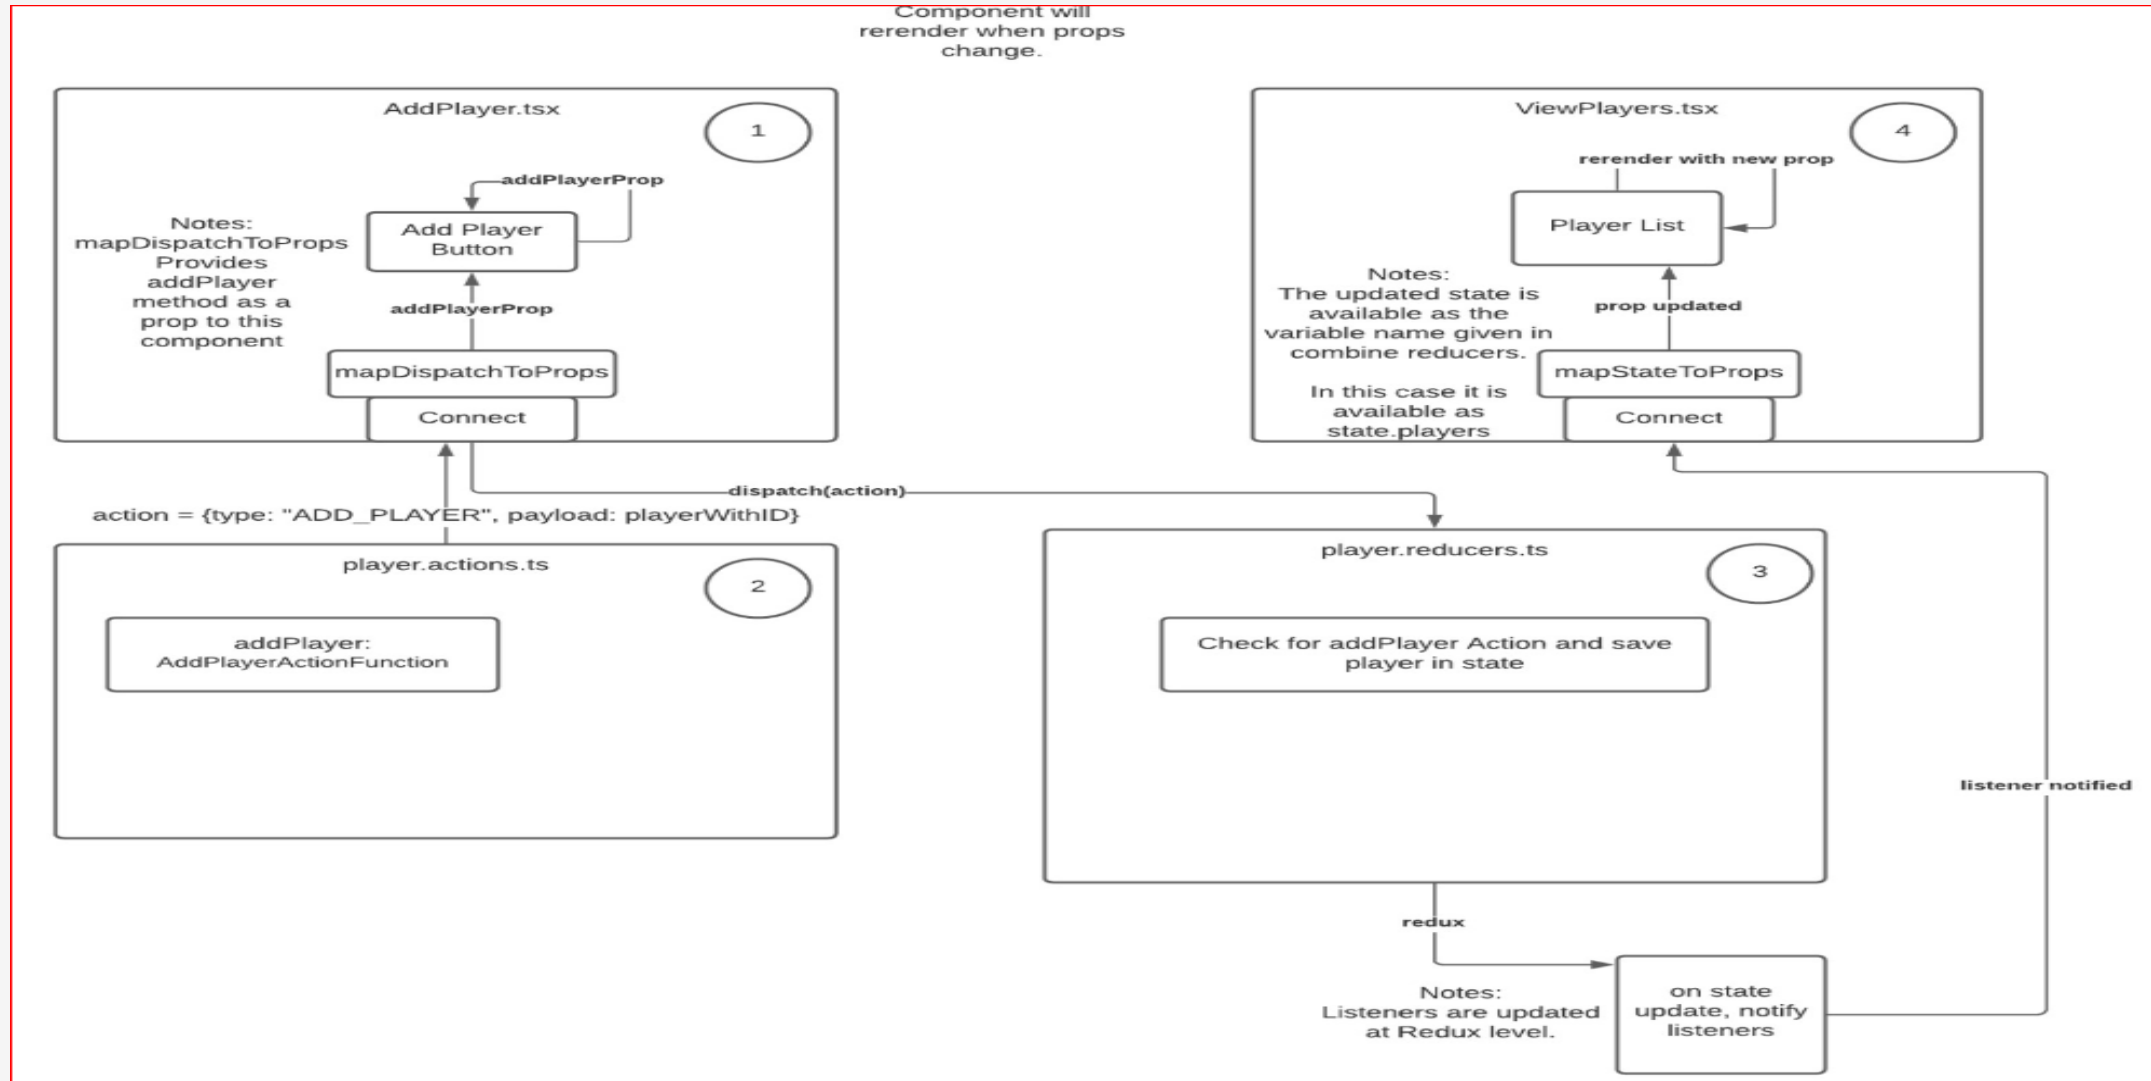 Component will
rerender when props
change.
AddPlayer.tsx
1
addPlayerProp
Add Player
Button
Notes:
mapDispatchToProps
Provides
addPlayer
method as a
prop to this
component
addPlayerProp
mapDispatchToProps
Connect
ViewPlayers.tsx
4
rerender with new prop
Player List
Notes:
The updated state is
available as the
variable name given in
combine reducers.
In this case it is
available as
state.players
prop updated
mapStateToProps
Connect
dispatch(action)
action = {type: "ADD_PLAYER", payload: playerWithID}
player.actions.ts
2
addPlayer:
AddPlayerActionFunction
player.reducers.ts
3
Check for addPlayer Action and save
player in state
listener notified
redux
Notes:
Listeners are updated
at Redux level.
on state
update, notify
listeners